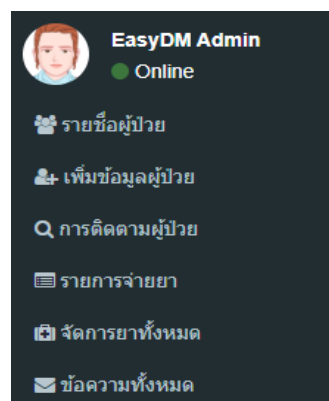 EasyDM Admin
Online
รายชื่อผู้ป่วย
เพิ่มข้อมูลผู้ป่วย
การติดตามผู้ป่วย
รายการจ่ายยา
จัดการยาทั้งหมด
ข้อความทั้งหมด